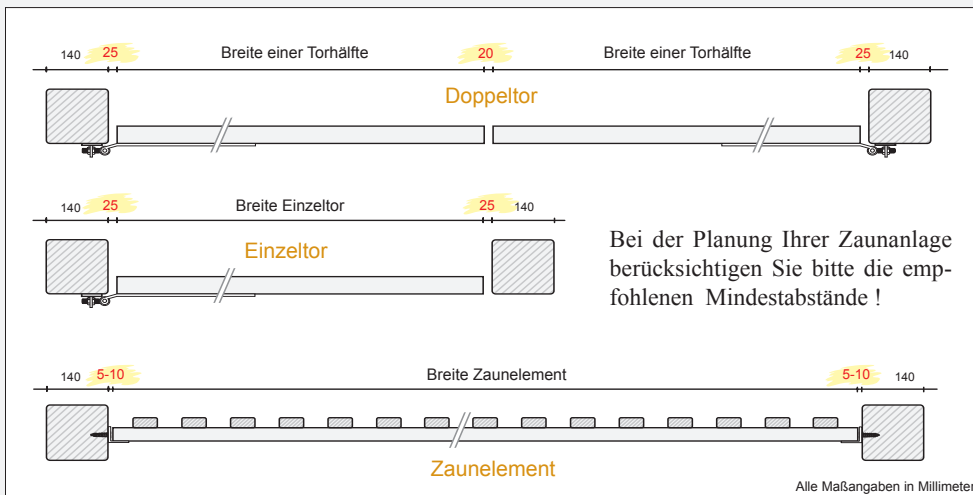 140 25 Breite einer Torhälfte 20 Breite einer Torhälfte 25 140
Doppeltor
140 25 Breite Einzeltor 25 140
Einzeltor
Bei der Planung Ihrer Zaunanlage
berücksichtigen Sie bitte die emp-
fohlenen Mindestabstände !
140 5-10 Breite Zaunelement 5-10 140
Zaunelement
Alle Maßangaben in Millimeter